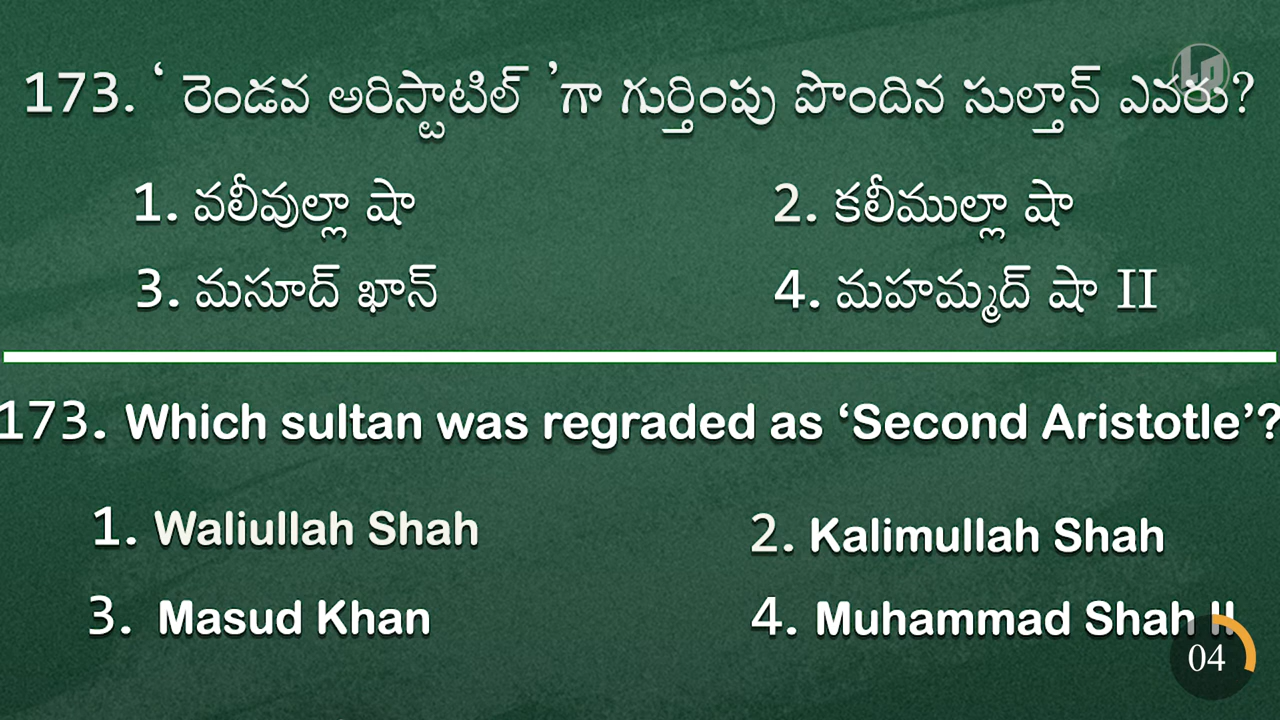 173. ‘ రెండవ అరిస్టాటిల్ ’గా గుర్తింపు పొందిన సుల్తాన్ ఎవరు?
1. వలీవుల్లా షా 2. కలీముల్లా షా
3. మసూద్ ఖాన్ 4. మహమ్మద్ షా II
173. Which sultan was regraded as ‘Second Aristotle’?
1. Waliullah Shah 2. Kalimullah Shah
3. Masud Khan 4. Muhammad Shah II
04